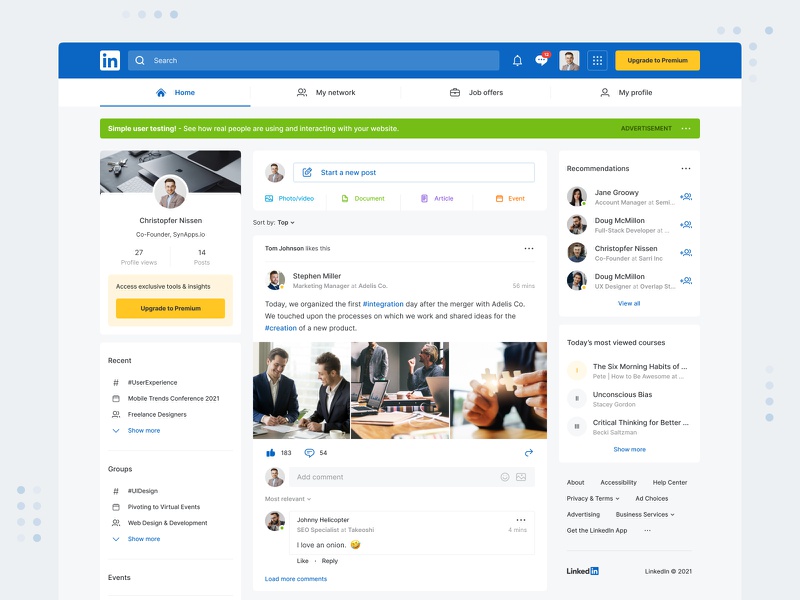 in
Search
Upgrade to Premium
Home
My network
Job offers
My profile
Simple user testing! - See how real people are using and interacting with your website.
ADVERTISEMENT
Christopfer Nissen
Co-Founder, SynApps.io
27
Profile views
14
Posts
Access exclusive tools & insights
Upgrade to Premium
Recent
# #UserExperience
Mobile Trends Conference 2021
Freelance Designers
Show more
Groups
# #UIDesign
Pivoting to Virtual Events
Web Design & Development
Show more
Events
Start a new post
Photo/video
Document
Article
Event
Sort by: Top
Tom Johnson likes this
Stephen Miller
Marketing Manager at Adelis Co.
56 mins
Today, we organized the first #integration day after the merger with Adelis Co.
We touched upon the processes on which we work and shared ideas for the
#creation of a new product.
183
54
Add comment
Most relevant
Johnny Helicopter
SEO Specialist at Takeoshi
4 mins
I love an onion. 🤣
Like · Reply
Load more comments
Recommendations
Jane Groowy
Account Manager at Semi...
Doug McMillon
Full-Stack Developer at ...
Christopfer Nissen
Co-Founder at Sarrt Inc
Doug McMillon
UX Designer at Overlap St...
View all
Today's most viewed courses
I
The Six Morning Habits of ...
Pete | How to Be Awesome at ...
II
Unconscious Bias
Stacey Gordon
III
Critical Thinking for Better ...
Becki Saltzman
Show more
About
Accessibility
Help Center
Privacy & Terms
Ad Choices
Advertising
Business Services
Get the LinkedIn App
...
Linkedin
LinkedIn © 2021